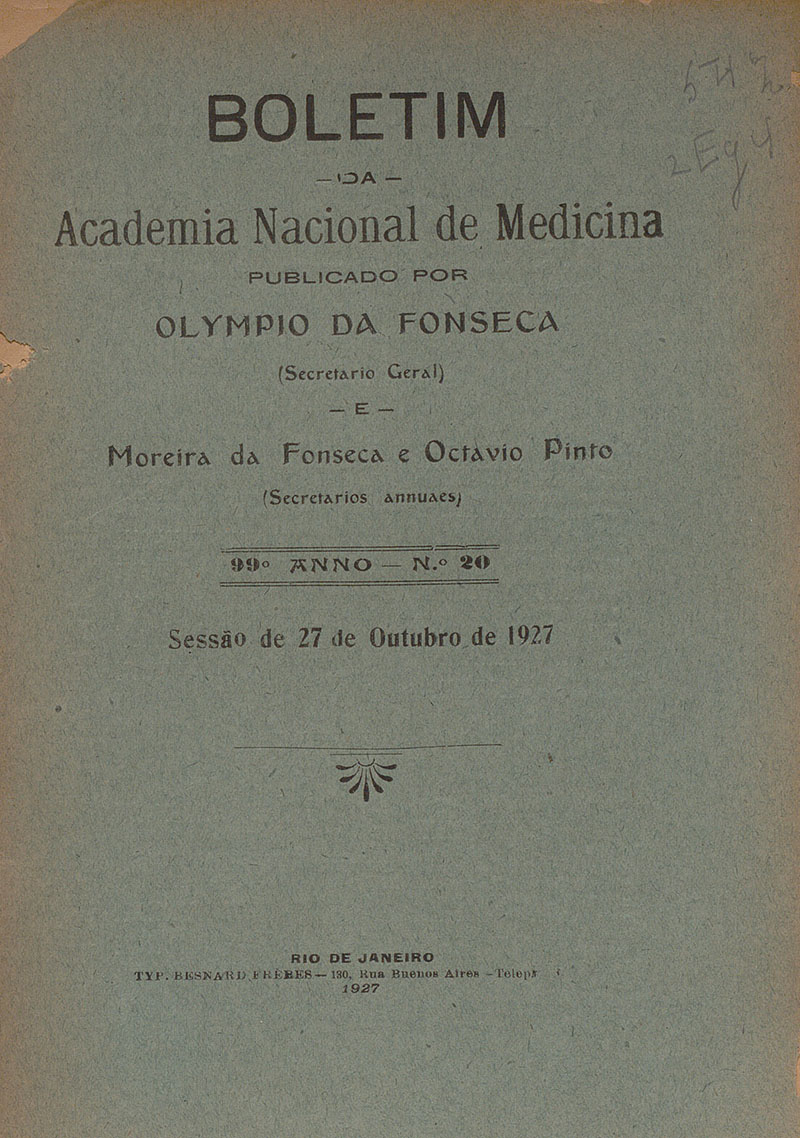 BOLETIM
— DA —
Academia Nacional de Medicina
PUBLICADO POR
OLYMPIO DA FONSECA
(Secretario Geral)
— E —
Moreira da Fonseca e Octavio Pinto
(Secretarios annuaes)
99º ANNO — N.º 20
Sessão de 27 de Outubro de 1927
RIO DE JANEIRO
TYP. BESNARD FRÈRES — 130, Rua Buenos Aires -
1927